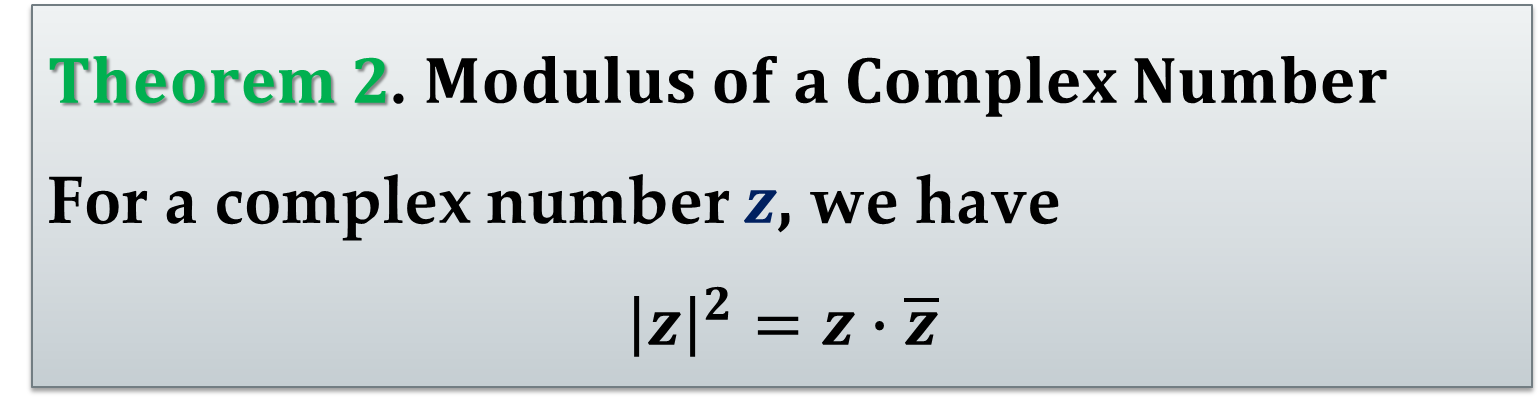 Theorem 2. Modulus of a Complex Number
For a complex number z, we have
|z|² = z · z̅